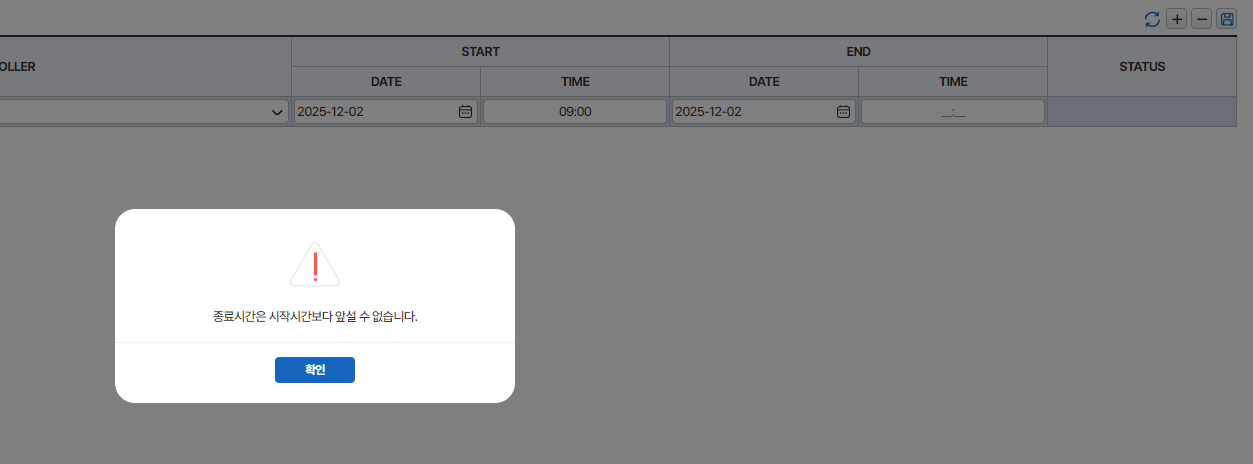 OLLER
START
END
STATUS
DATE
TIME
DATE
TIME
2025-12-02
09:00
2025-12-02
__:__
종료시간은 시작시간보다 앞설 수 없습니다.
확인